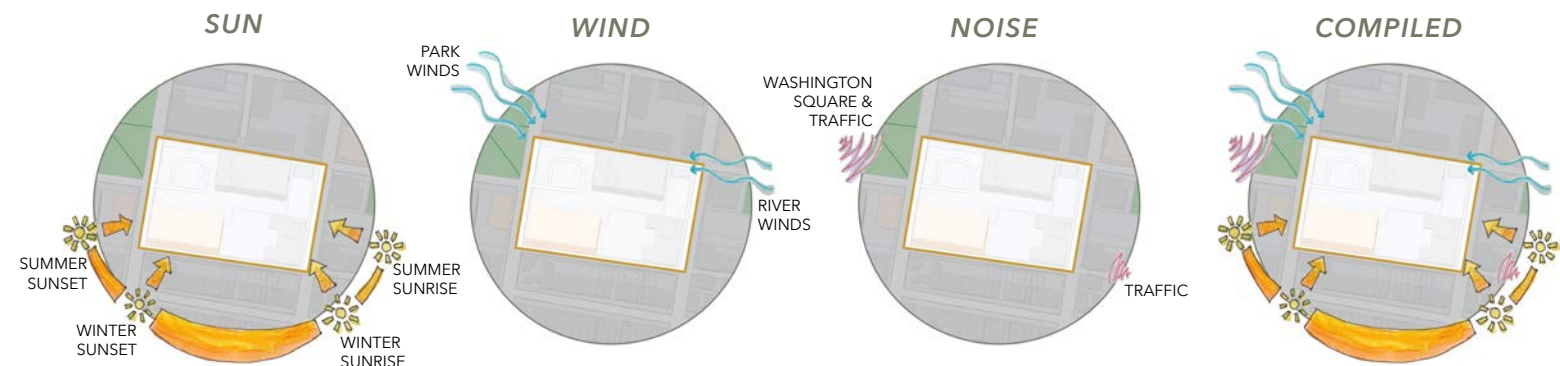 SUN
SUMMER
SUNSET
WINTER
SUNSET
SUMMER
SUNRISE
WINTER
SUNRISE
WIND
PARK
WINDS
RIVER
WINDS
NOISE
WASHINGTON
SQUARE &
TRAFFIC
TRAFFIC
COMPILED